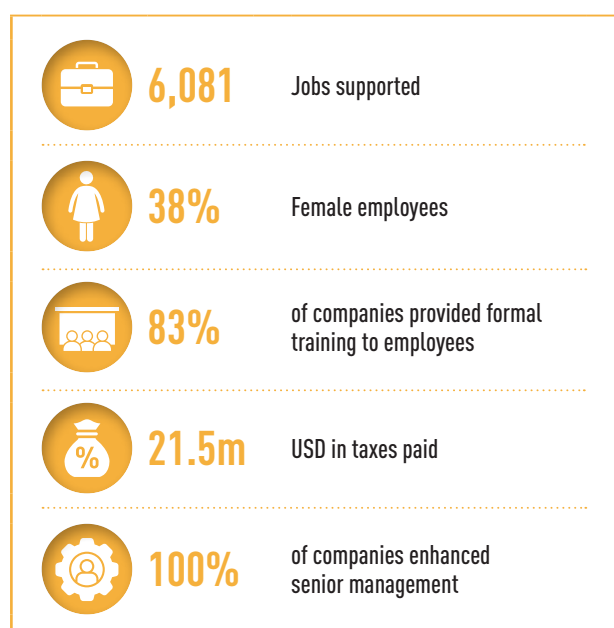 6,081 Jobs supported
38% Female employees
83% of companies provided formal
training to employees
%
21.5m USD in taxes paid
100% of companies enhanced
senior management